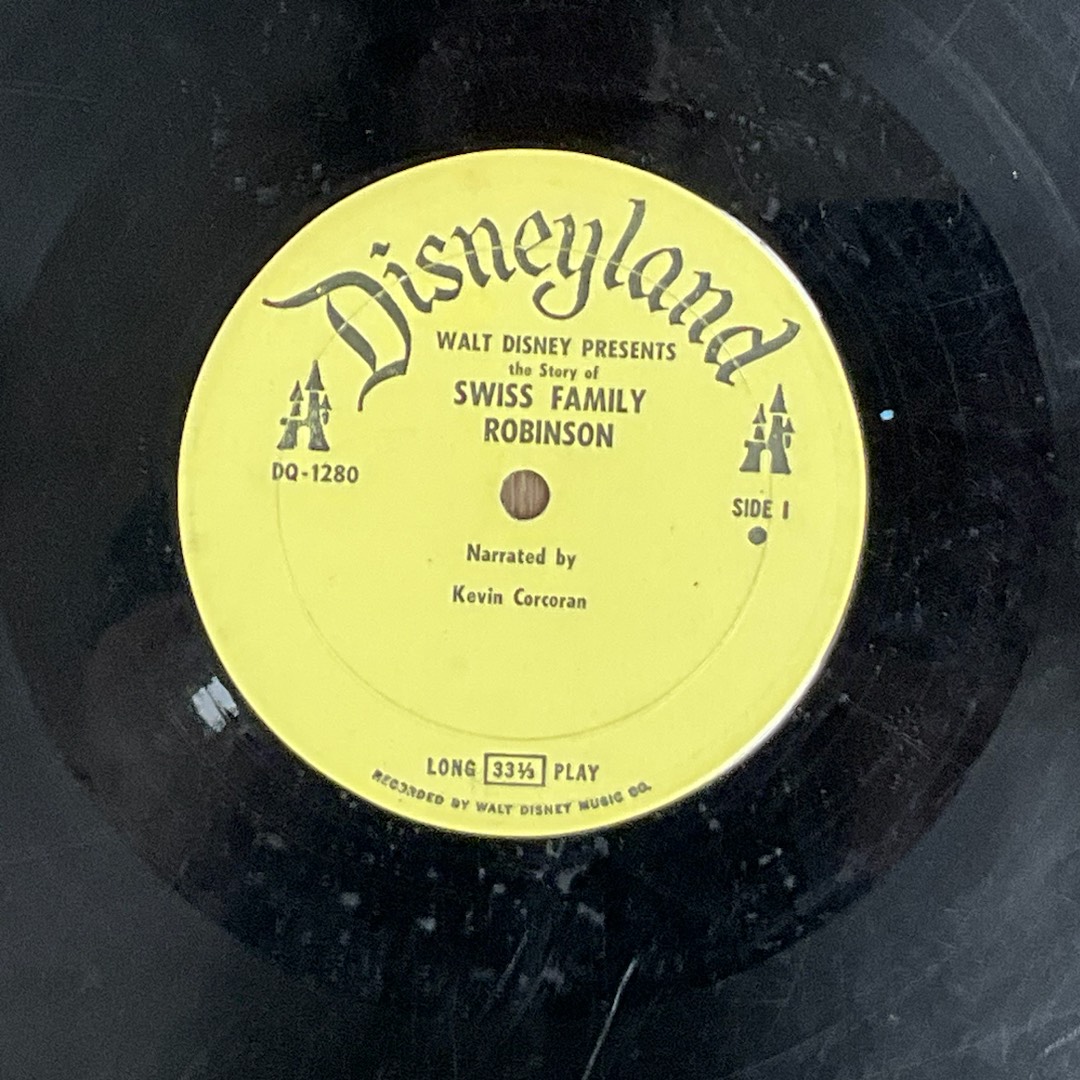 Disneyland
WALT DISNEY PRESENTS
the Story of
SWISS FAMILY
ROBINSON
DQ-1280
SIDE 1
Narrated by
Kevin Corcoran
LONG 33⅓ PLAY
RECORDED BY WALT DISNEY MUSIC CO.